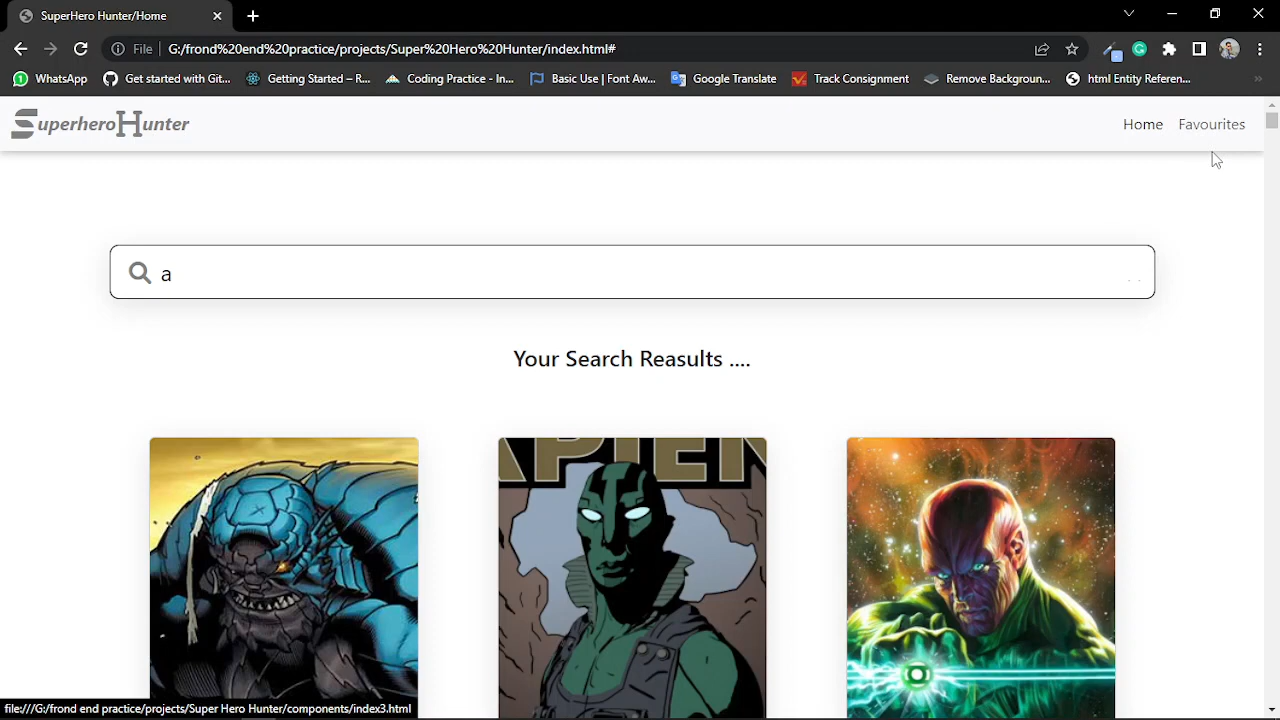 SuperHero Hunter/Home
File G:/frond%20end%20practice/projects/Super%20Hero%20Hunter/index.html#
WhatsApp Get started with Git... Getting Started – R... Coding Practice - In... Basic Use | Font Aw... Google Translate Track Consignment Remove Backgroun... html Entity Referen... »
SuperheroHunter Home Favourites
a
Your Search Reasults ....
APIEN
file:///G:/frond end practice/projects/Super Hero Hunter/components/index3.html